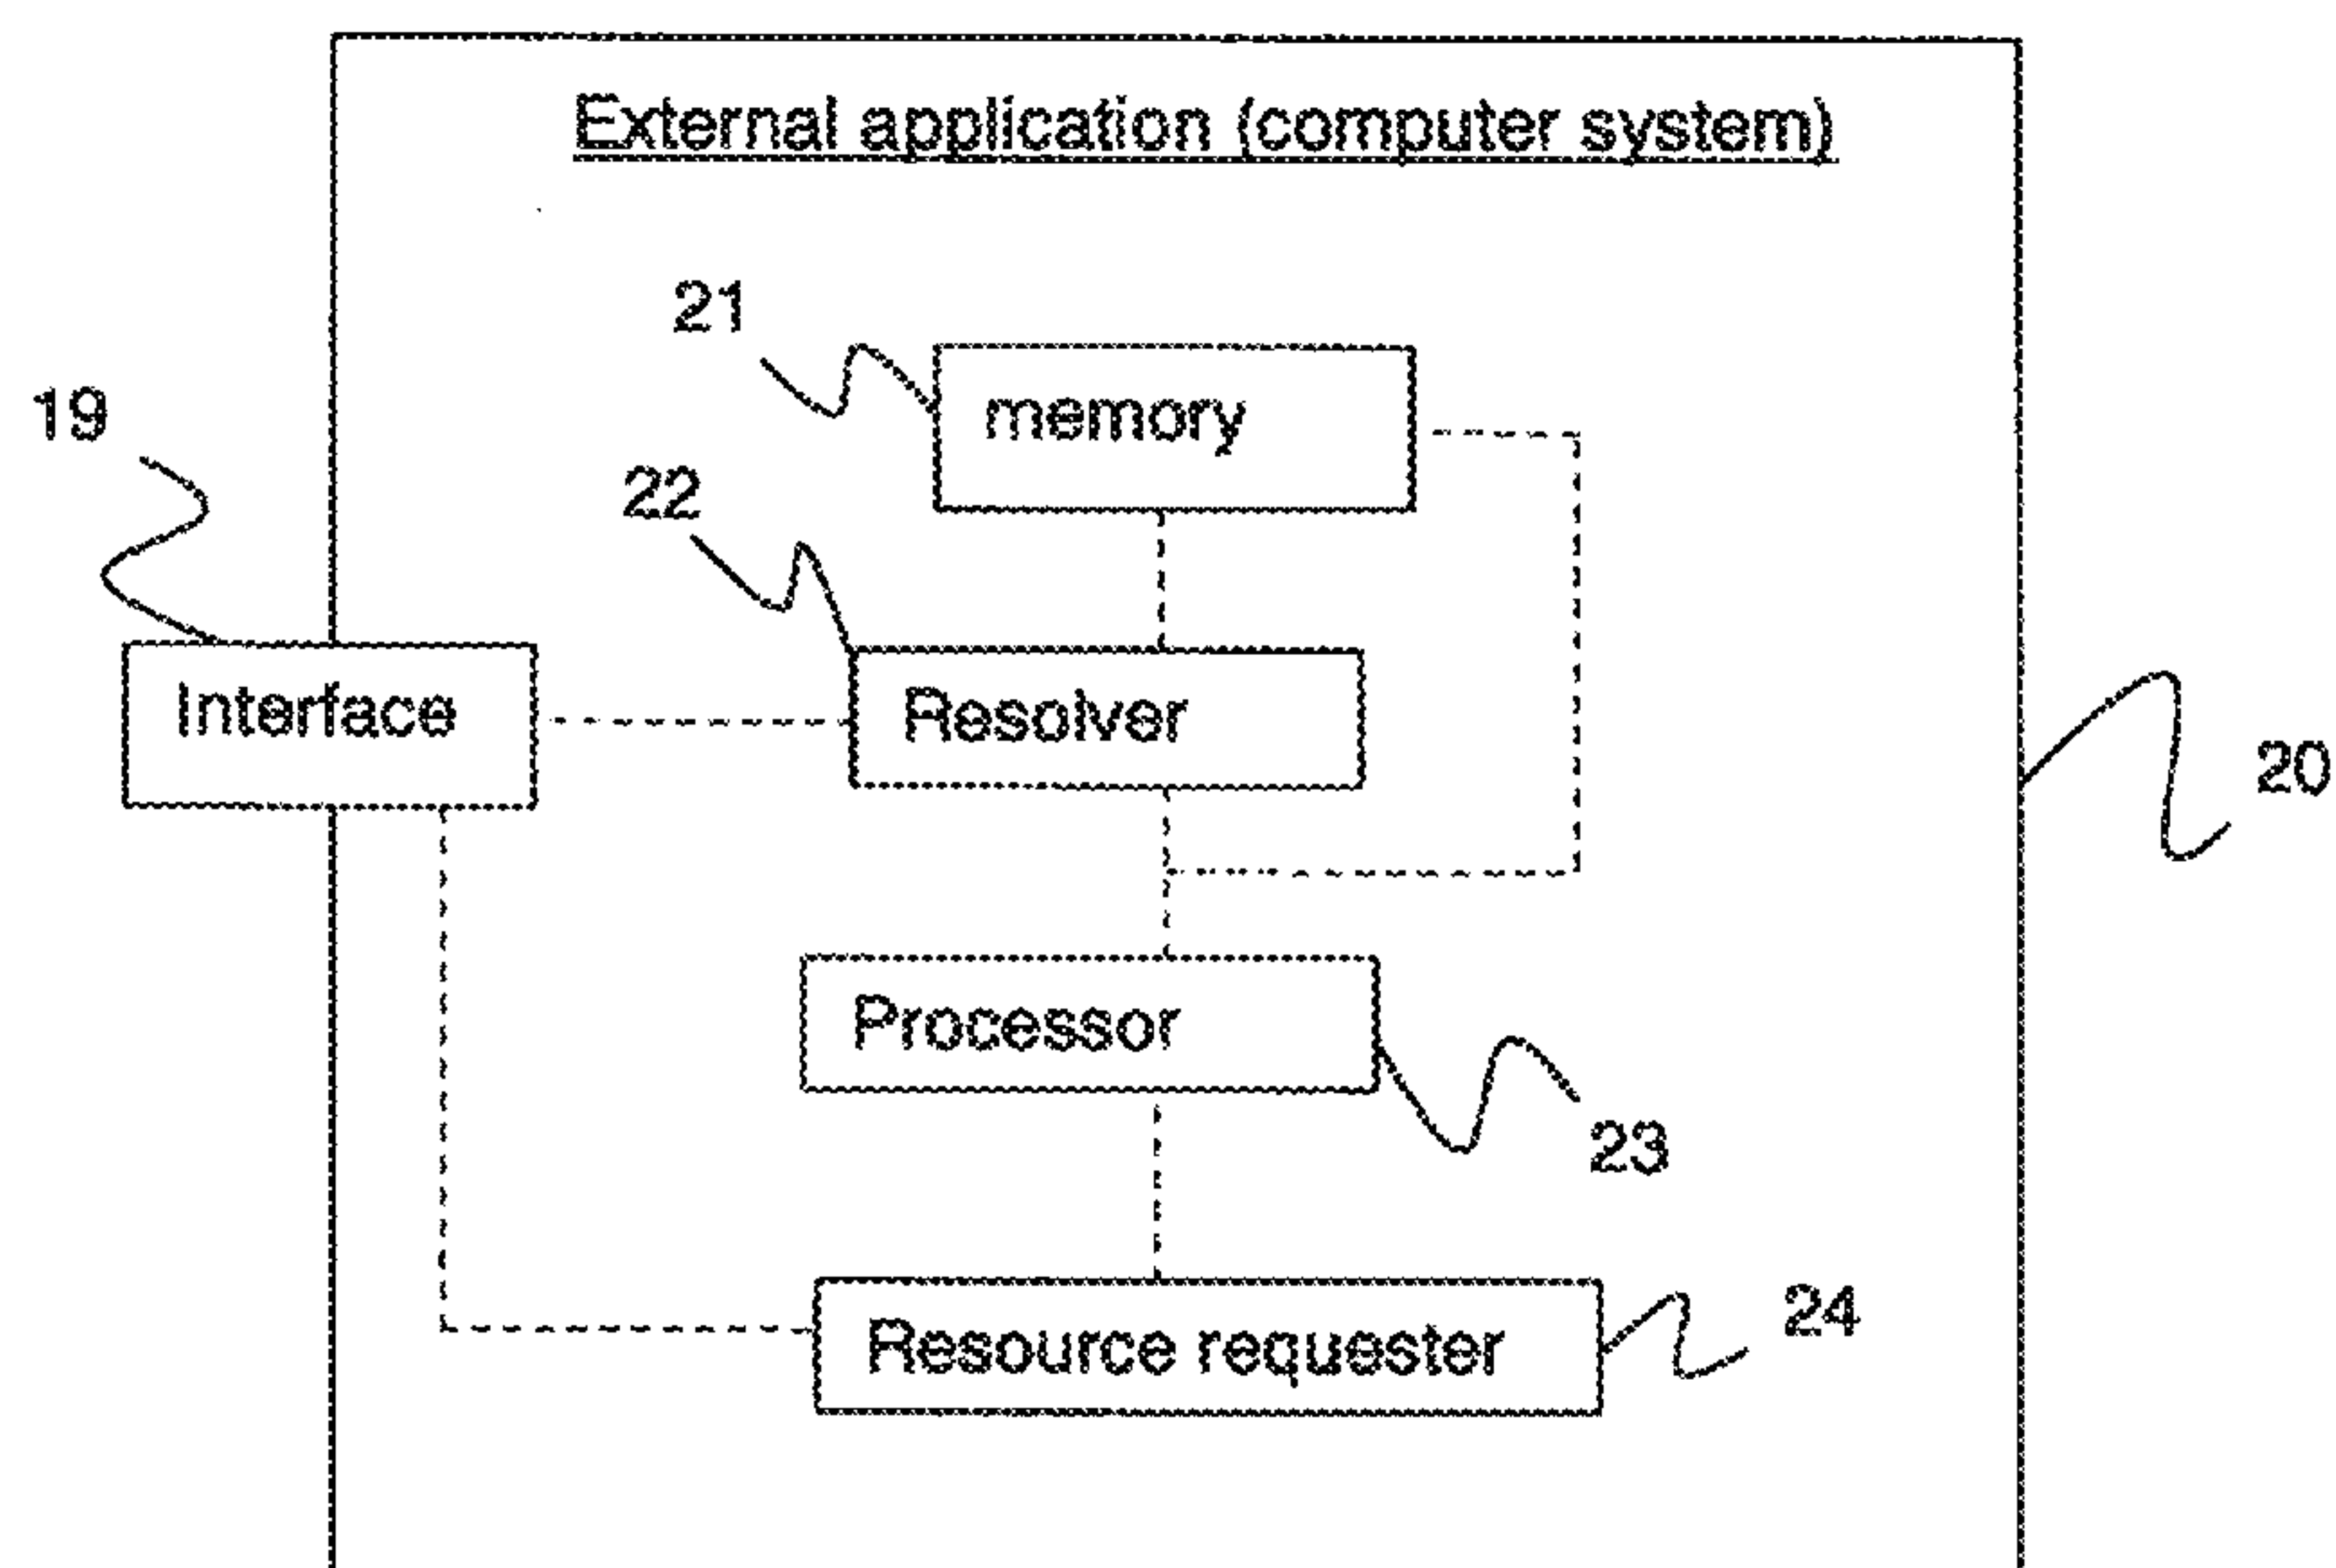 External application (computer system)
21
memory
19
22
Interface
Resolver
20
Processor
23
24
Resource requester